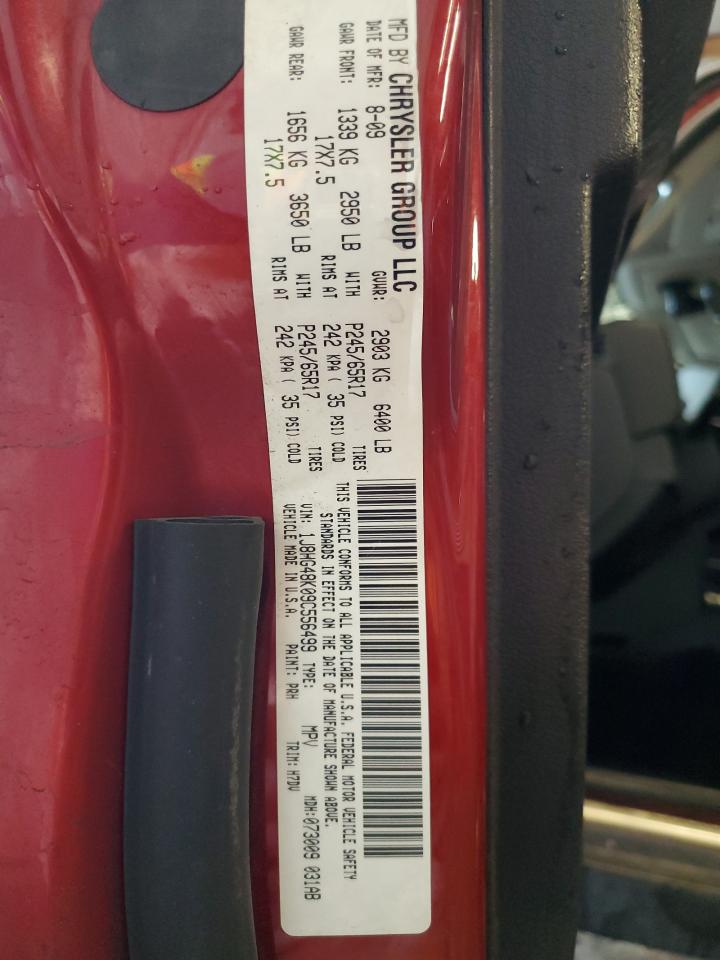 MFD BY CHRYSLER GROUP LLC
DATE OF MFR: 8-09 GVWR: 2903 KG 6400 LB
GAWR FRONT: 1339 KG 2950 LB WITH P245/65R17 TIRES
17X7.5 RIMS AT 242 KPA ( 35 PSI) COLD
GAWR REAR: 1656 KG 3650 LB WITH P245/65R17 TIRES
17X7.5 RIMS AT 242 KPA ( 35 PSI) COLD
THIS VEHICLE CONFORMS TO ALL APPLICABLE U.S.A. FEDERAL MOTOR VEHICLE SAFETY
STANDARDS IN EFFECT ON THE DATE OF MANUFACTURE SHOWN ABOVE.
VIN: 1J8HG48K09C556499 TYPE: MPV MDH:073009 031AB
VEHICLE MADE IN U.S.A. PAINT: PRH TRIM: H7DV